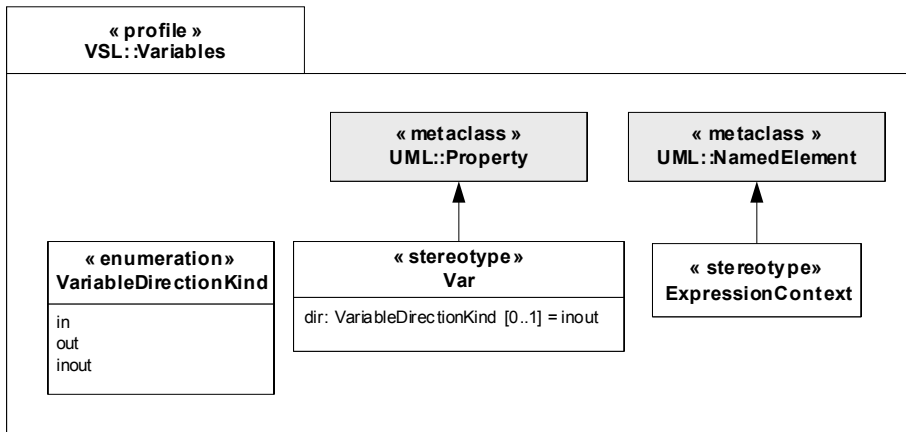 « profile »
VSL::Variables
« metaclass »
UML::Property
« metaclass »
UML::NamedElement
« enumeration»
VariableDirectionKind
in
out
inout
« stereotype»
Var
dir: VariableDirectionKind [0..1] = inout
« stereotype»
ExpressionContext